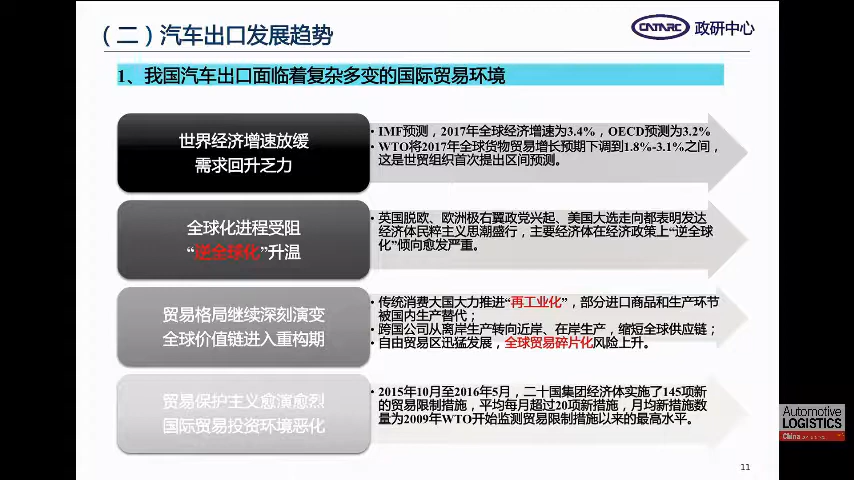 （二）汽车出口发展趋势
CATARC 政研中心
1、我国汽车出口面临着复杂多变的国际贸易环境
世界经济增速放缓
需求回升乏力
• IMF预测，2017年全球经济增速为3.4%，OECD预测为3.2%
• WTO将2017年全球货物贸易增长预期下调到1.8%-3.1%之间，
这是世贸组织首次提出区间预测。
全球化进程受阻
“逆全球化”升温
• 英国脱欧、欧洲极右翼政党兴起、美国大选走向都表明发达
经济体民粹主义思潮盛行，主要经济体在经济政策上“逆全球
化”倾向愈发严重。
贸易格局继续深刻演变
全球价值链进入重构期
• 传统消费大国大力推进“再工业化”，部分进口商品和生产环节
被国内生产替代；
• 跨国公司从离岸生产转向近岸、在岸生产，缩短全球供应链；
• 自由贸易区迅猛发展，全球贸易碎片化风险上升。
贸易保护主义愈演愈烈
国际贸易投资环境恶化
• 2015年10月至2016年5月，二十国集团经济体实施了145项新
的贸易限制措施，平均每月超过20项新措施，月均新措施数
量为2009年WTO开始监测贸易限制措施以来的最高水平。
Automotive
LOGISTICS
China
11